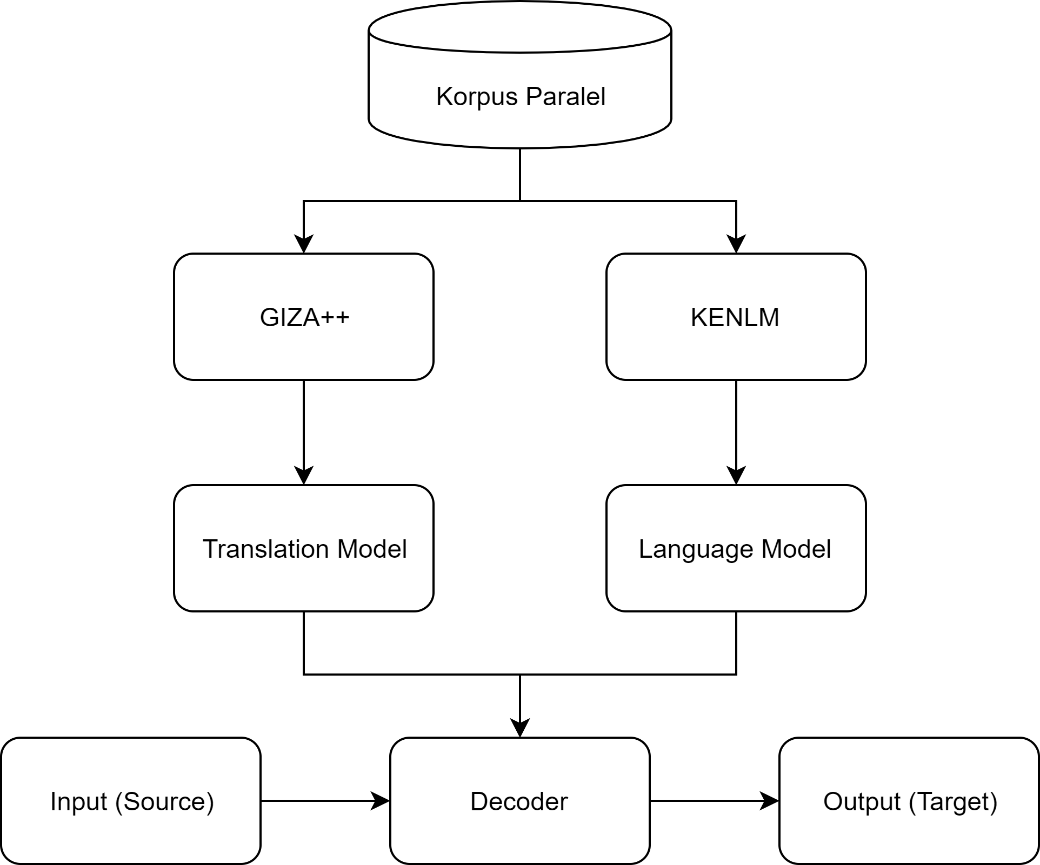 Korpus Paralel
GIZA++
KENLM
Translation Model
Language Model
Input (Source)
Decoder
Output (Target)